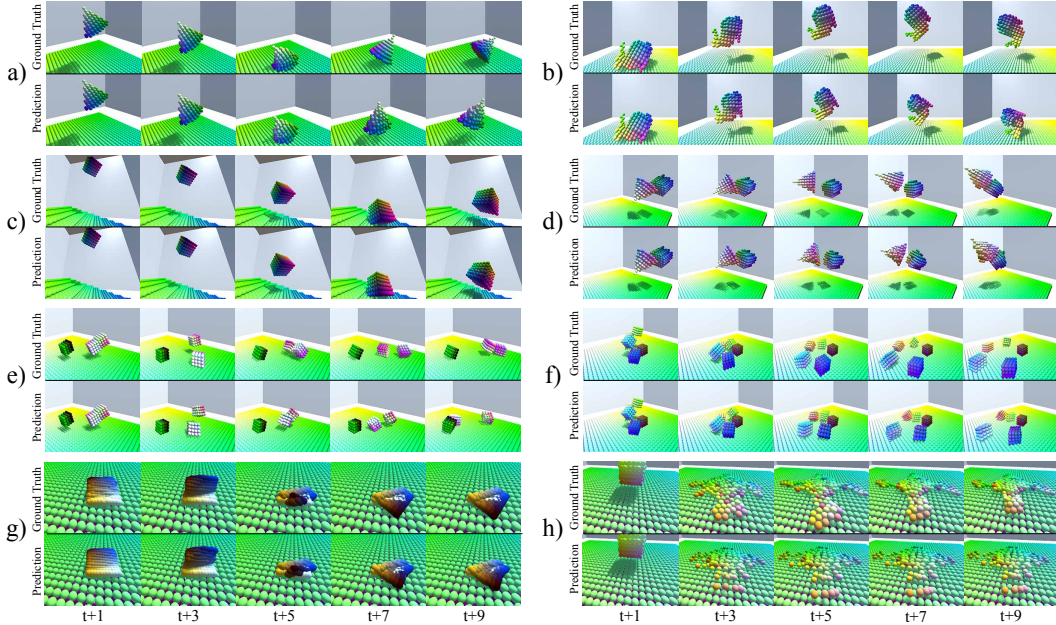 a)
Ground Truth
Prediction
b)
Ground Truth
Prediction
c)
Ground Truth
Prediction
d)
Ground Truth
Prediction
e)
Ground Truth
Prediction
f)
Ground Truth
Prediction
g)
Ground Truth
Prediction
h)
Ground Truth
Prediction
t+1 t+3 t+5 t+7 t+9
t+1 t+3 t+5 t+7 t+9